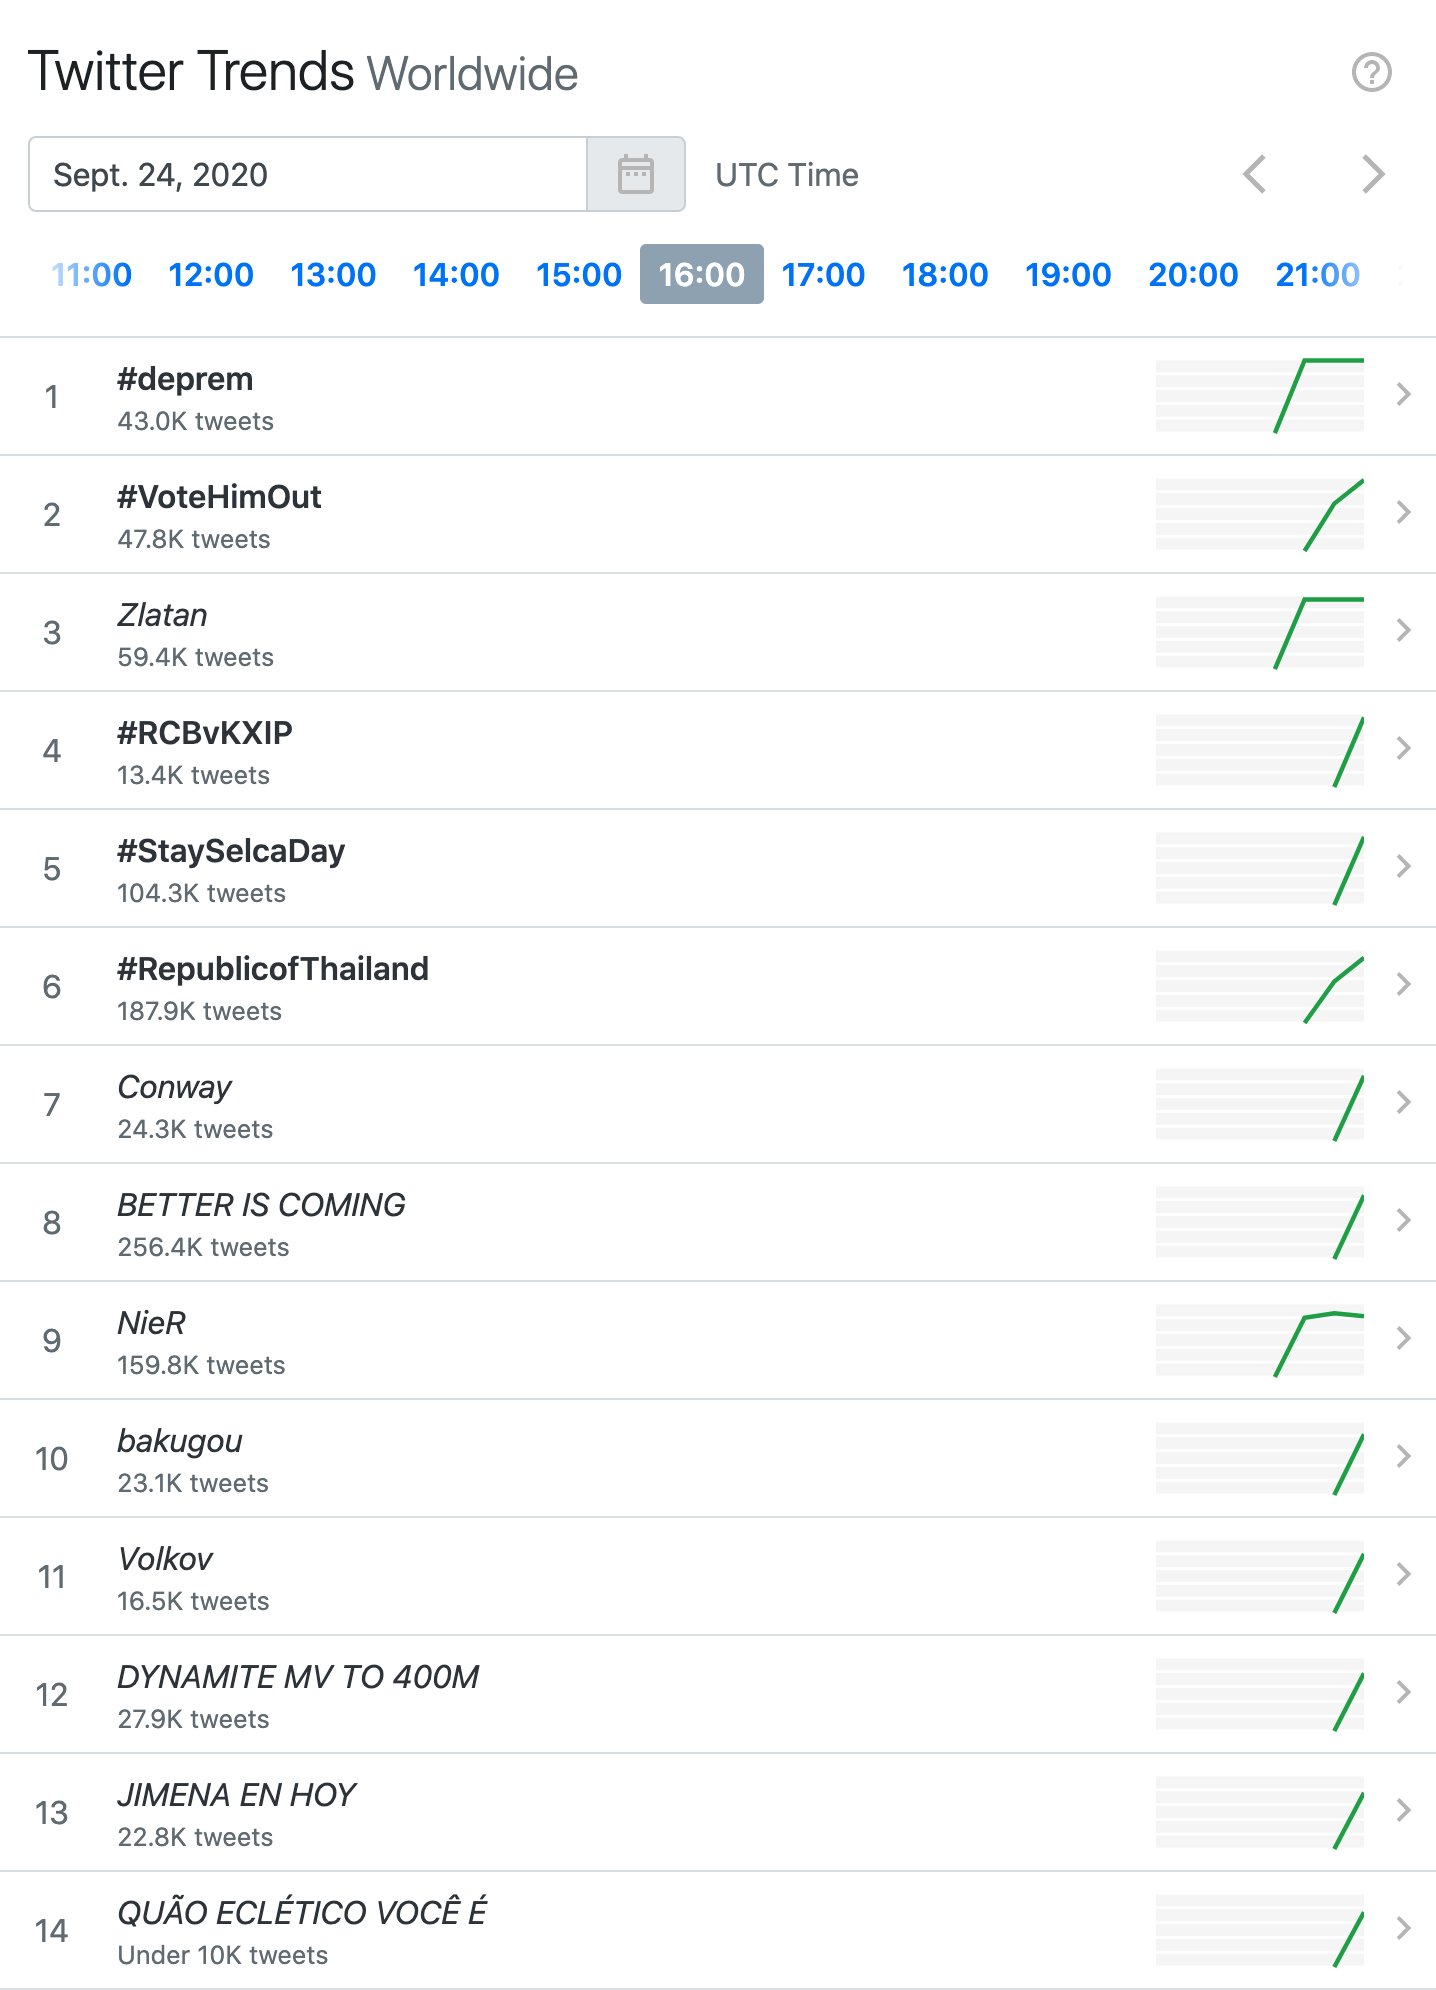 Twitter Trends Worldwide
Sept. 24, 2020 UTC Time
11:00 12:00 13:00 14:00 15:00 16:00 17:00 18:00 19:00 20:00 21:00
1 #deprem
43.0K tweets
2 #VoteHimOut
47.8K tweets
3 Zlatan
59.4K tweets
4 #RCBvKXIP
13.4K tweets
5 #StaySelcaDay
104.3K tweets
6 #RepublicofThailand
187.9K tweets
7 Conway
24.3K tweets
8 BETTER IS COMING
256.4K tweets
9 NieR
159.8K tweets
10 bakugou
23.1K tweets
11 Volkov
16.5K tweets
12 DYNAMITE MV TO 400M
27.9K tweets
13 JIMENA EN HOY
22.8K tweets
14 QUÃO ECLÉTICO VOCÊ É
Under 10K tweets